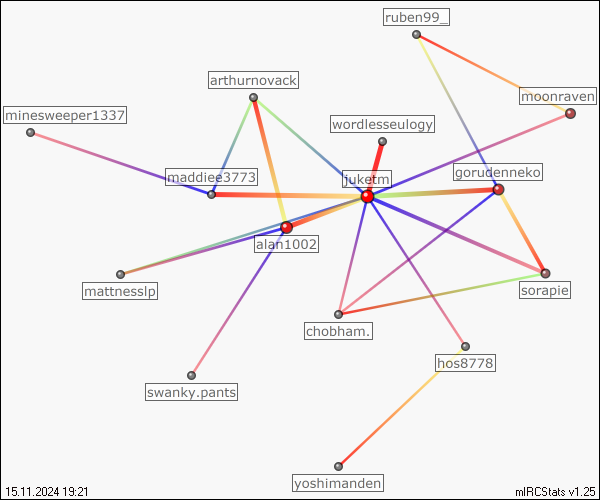 ruben99_
arthurnovack
moonraven
minesweeper1337
wordlesseulogy
maddiee3773
juketm
gorudenneko
alan1002
mattnesslp
sorapie
chobham.
hos8778
swanky.pants
yoshimanden
15.11.2024 19:21
mIRCStats v1.25